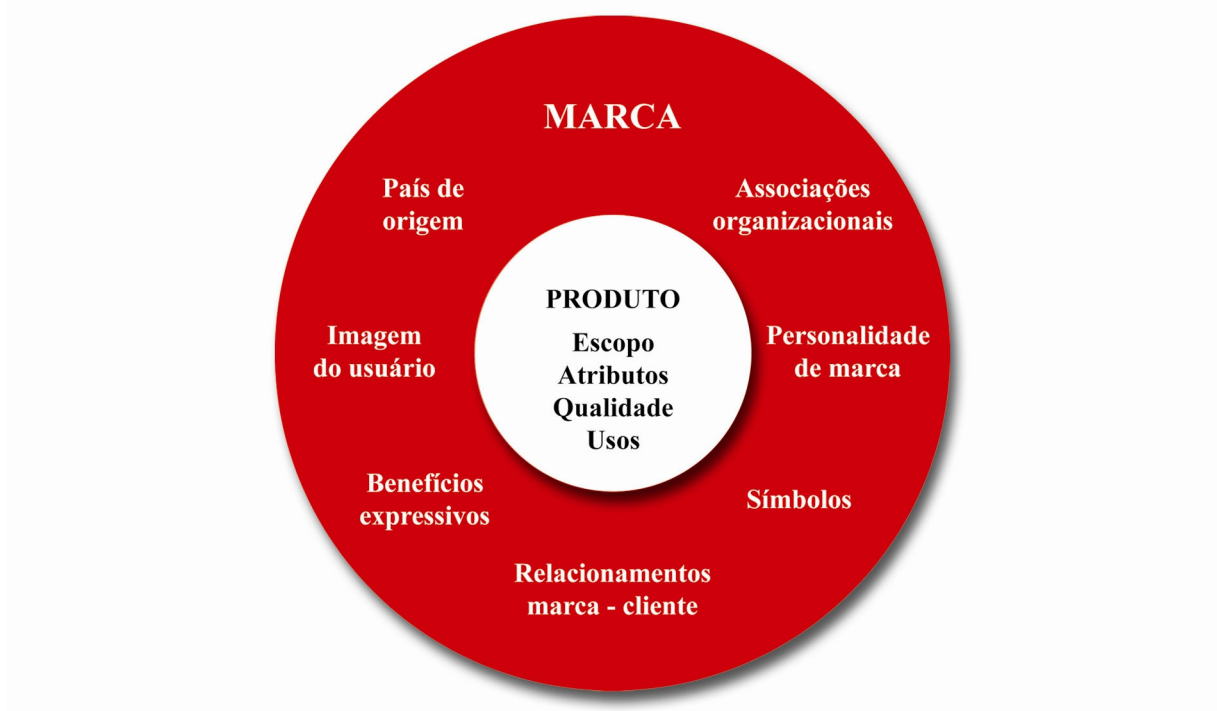 MARCA
País de
origem
Associações
organizacionais
Imagem
do usuário
PRODUTO
Escopo
Atributos
Qualidade
Usos
Personalidade
de marca
Benefícios
expressivos
Símbolos
Relacionamentos
marca - cliente